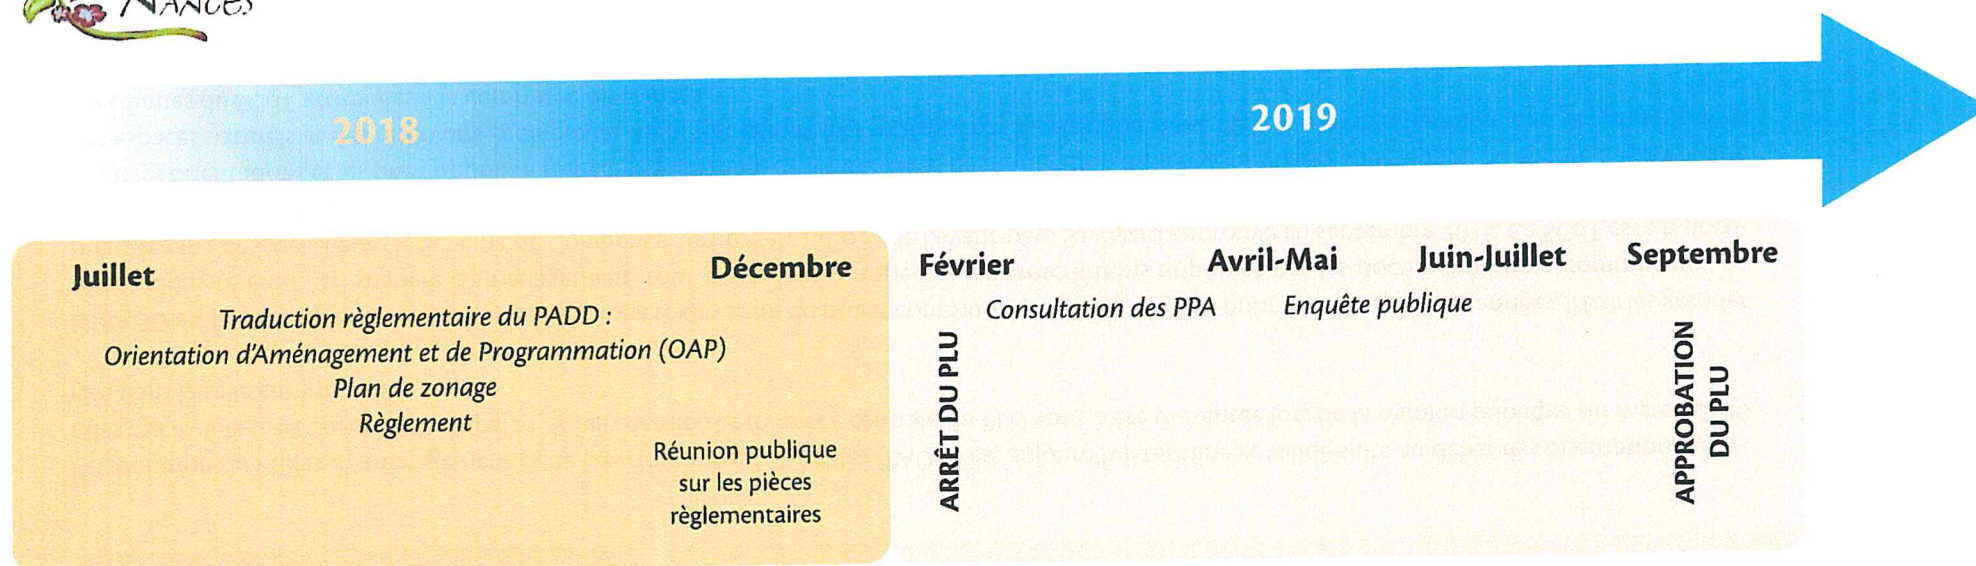 NANCES
2018
2019
Juillet
Décembre
Février
Avril-Mai
Juin-Juillet
Septembre
Traduction règlementaire du PADD :
Orientation d'Aménagement et de Programmation (OAP)
Plan de zonage
Règlement
Réunion publique
sur les pièces
règlementaires
Consultation des PPA
Enquête publique
ARRÊT DU PLU
APPROBATION
DU PLU